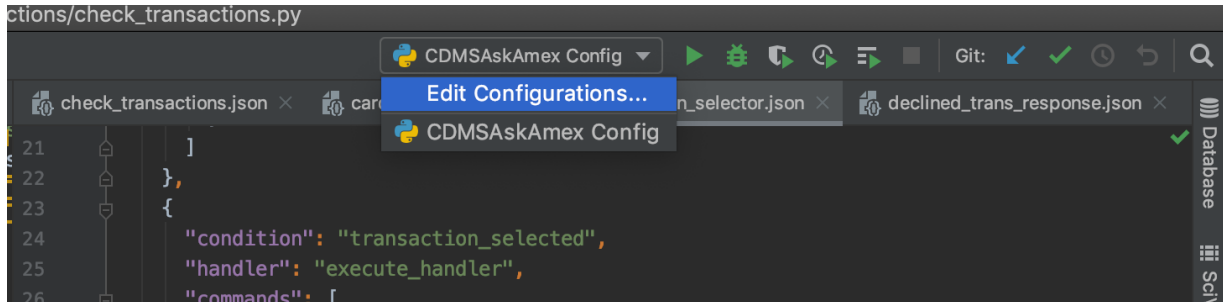 ctions/check_transactions.py
CDMSAskAmex Config
Git:
Edit Configurations...
CDMSAskAmex Config
check_transactions.json
n_selector.json
declined_trans_response.json
Database
21 ]
22 },
23 {
24 "condition": "transaction_selected",
25 "handler": "execute_handler",
26 "commands": [